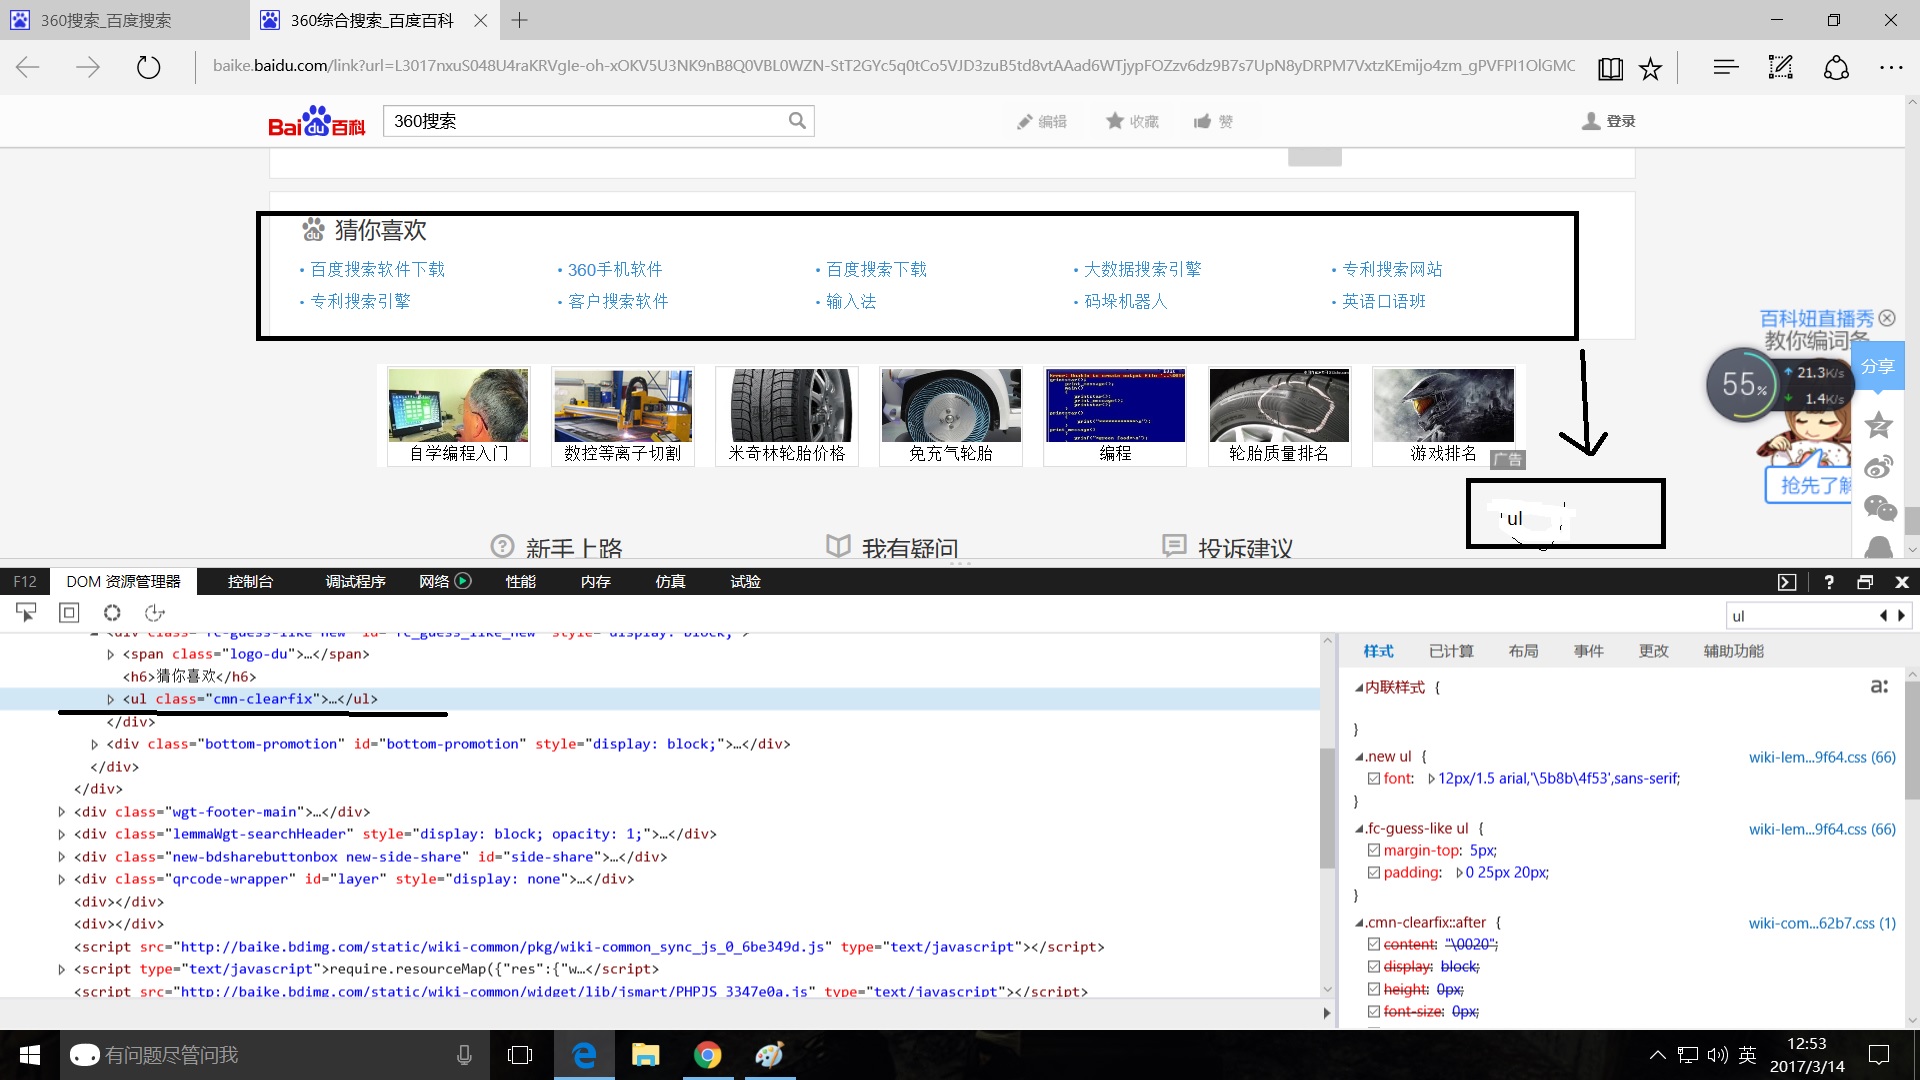 360搜索_百度搜索
360综合搜索_百度百科
baike.baidu.com/link?url=L3017nxuS048U4raKRVgIe-oh-xOKV5U3NK9nB8Q0VBL0WZN-StT2GYc5q0tCo5VJD3zuB5td8vtAAad6WTjypFOZzv6dz9B7s7UpN8yDRPM7VxtzKEmijo4zm_gPVFPI1OlGMC
Bai du 百科
360搜索
编辑
收藏
赞
登录
du 猜你喜欢
• 百度搜索软件下载
• 360手机软件
• 百度搜索下载
• 大数据搜索引擎
• 专利搜索网站
• 专利搜索引擎
• 客户搜索软件
• 输入法
• 码垛机器人
• 英语口语班
百科妞直播秀
教你编词条
分享
55%
21.3K/s
1.4K/s
抢先了解
自学编程入门
数控等离子切割
米奇林轮胎价格
免充气轮胎
编程
轮胎质量排名
游戏排名
广告
ul
新手上路
我有疑问
投诉建议
F12
DOM 资源管理器
控制台
调试程序
网络
性能
内存
仿真
试验
?
ul
<div class="fc-guess-like new" id="fc_guess_like_new" style="display: block;">
<span class="logo-du">…</span>
<h6>猜你喜欢</h6>
<ul class="cmn-clearfix">…</ul>
</div>
<div class="bottom-promotion" id="bottom-promotion" style="display: block;">…</div>
</div>
</div>
<div class="wgt-footer-main">…</div>
<div class="lemmaWgt-searchHeader" style="display: block; opacity: 1;">…</div>
<div class="new-bdsharebuttonbox new-side-share" id="side-share">…</div>
<div class="qrcode-wrapper" id="layer" style="display: none">…</div>
<div></div>
<div></div>
<script src="http://baike.bdimg.com/static/wiki-common/pkg/wiki-common_sync_js_0_6be349d.js" type="text/javascript"></script>
<script type="text/javascript">require.resourceMap({"res":{"w…</script>
<script src="http://baike.bdimg.com/static/wiki-common/widget/lib/jsmart/PHPJS_3347e0a.js" type="text/javascript"></script>
样式
已计算
布局
事件
更改
辅助功能
内联样式 {
a:
}
.new ul {
wiki-lem...9f64.css (66)
font: 12px/1.5 arial,'\5b8b\4f53',sans-serif;
}
.fc-guess-like ul {
wiki-lem...9f64.css (66)
margin-top: 5px;
padding: 0 25px 20px;
}
.cmn-clearfix::after {
wiki-com...62b7.css (1)
content: "\0020";
display: block;
height: 0px;
font-size: 0px;
有问题尽管问我
英
12:53
2017/3/14